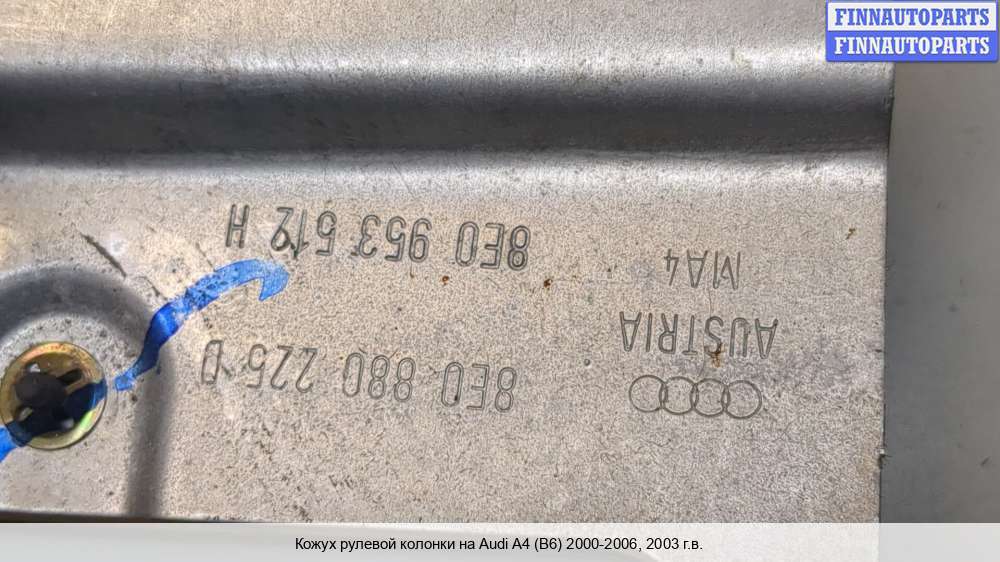 FINNAUTOPARTS
FINNAUTOPARTS
8E0 880 225 D
AUSTRIA
8E0 953 512 H
MA4
Кожух рулевой колонки на Audi A4 (B6) 2000-2006, 2003 г.в.